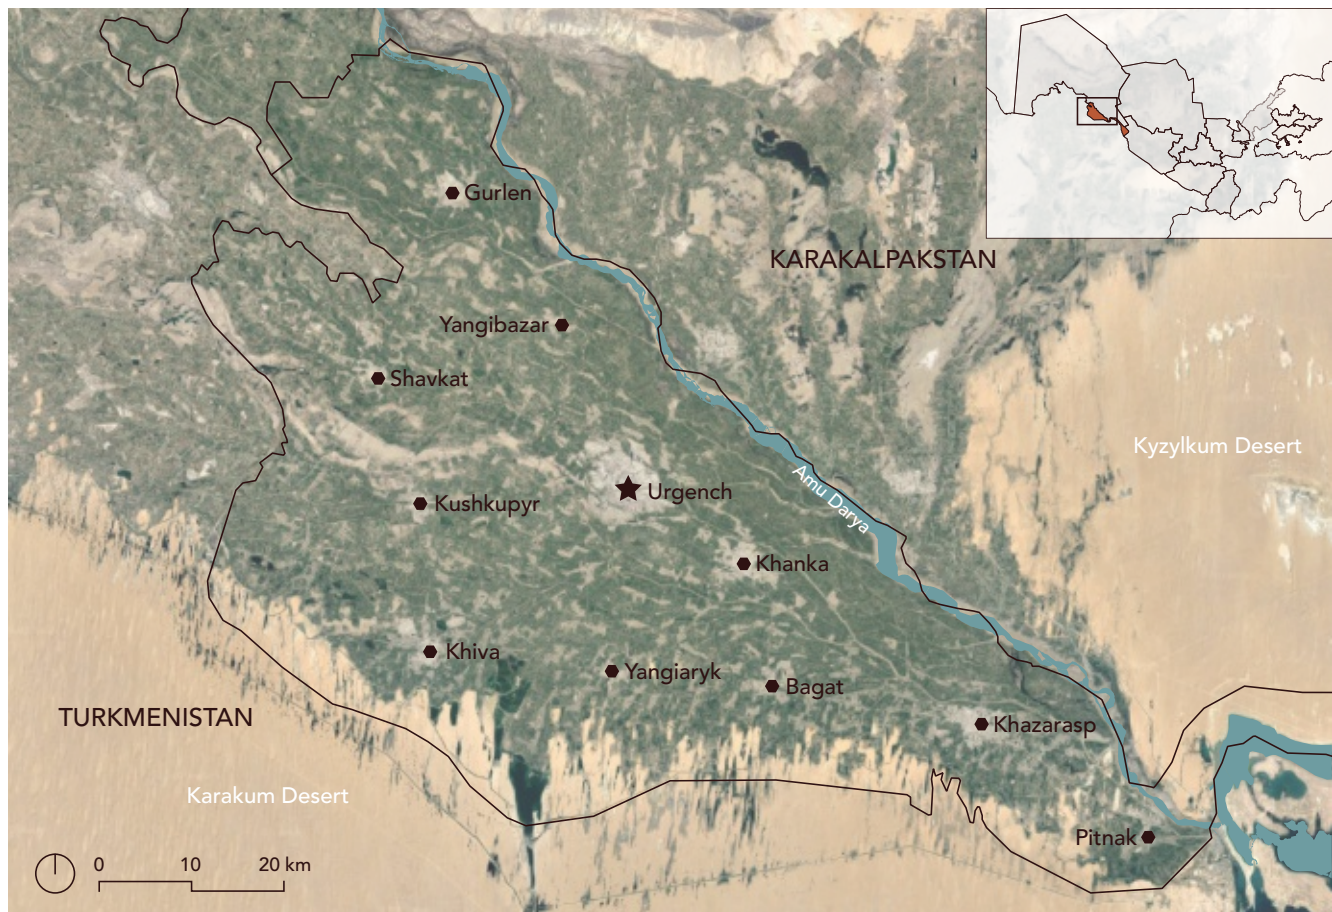 Gurlen
KARAKALPAKSTAN
Yangibazar
Shavkat
Kyzylkum Desert
Amu Darya
Kushkupyr
Urgench
Khanka
Khiva
Yangiaryk
Bagat
TURKMENISTAN
Khazarasp
Karakum Desert
Pitnak
0 10 20 km